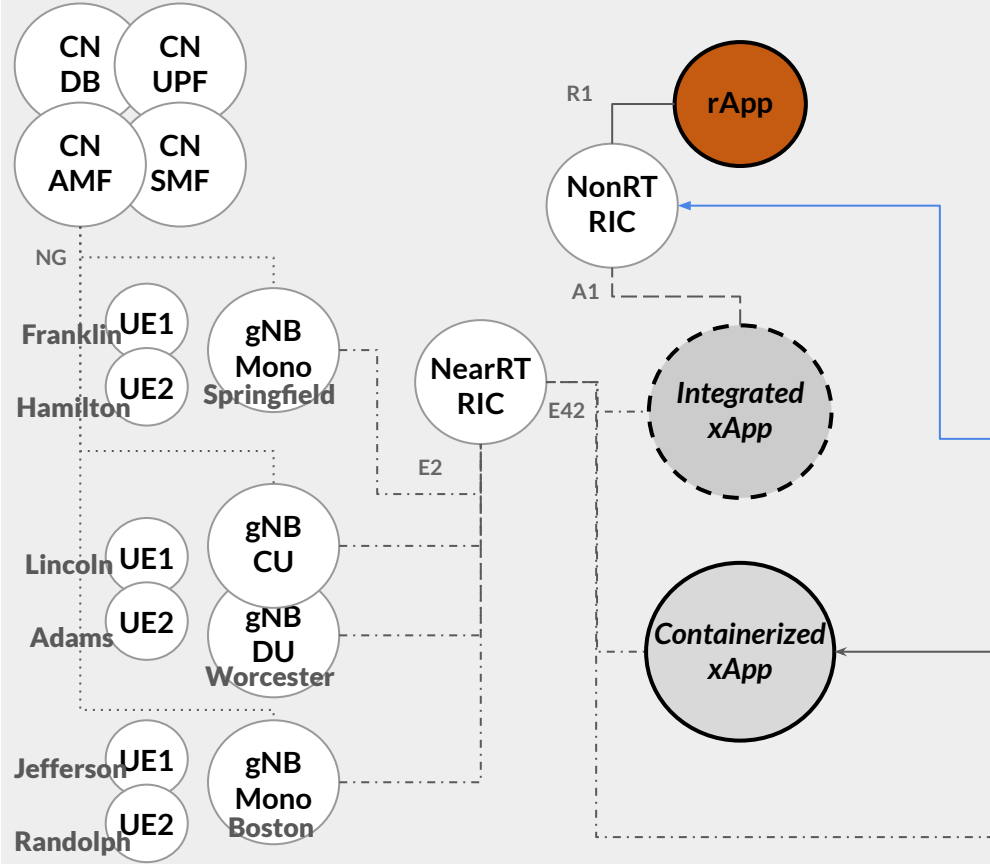 CN
DB
CN
UPF
CN
AMF
CN
SMF
R1
rApp
NonRT
RIC
NG
A1
Franklin
UE1
Hamilton
UE2
gNB
Mono
Springfield
NearRT
RIC
E42
Integrated
xApp
E2
Lincoln
UE1
Adams
UE2
gNB
CU
gNB
DU
Worcester
Containerized
xApp
Jefferson
UE1
Randolph
UE2
gNB
Mono
Boston